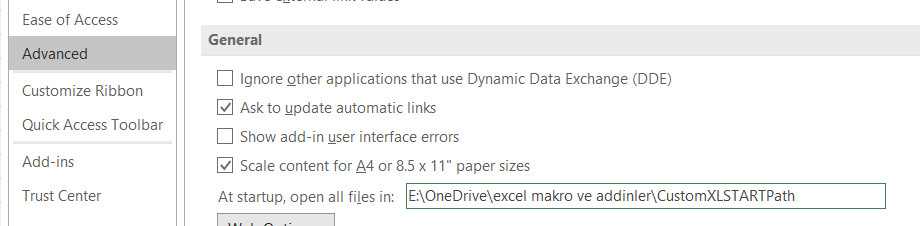 Ease of Access
Advanced
Customize Ribbon
Quick Access Toolbar
Add-ins
Trust Center
General
Ignore other applications that use Dynamic Data Exchange (DDE)
Ask to update automatic links
Show add-in user interface errors
Scale content for A4 or 8.5 x 11" paper sizes
At startup, open all files in: E:\OneDrive\excel makro ve addinler\CustomXLSTARTPath